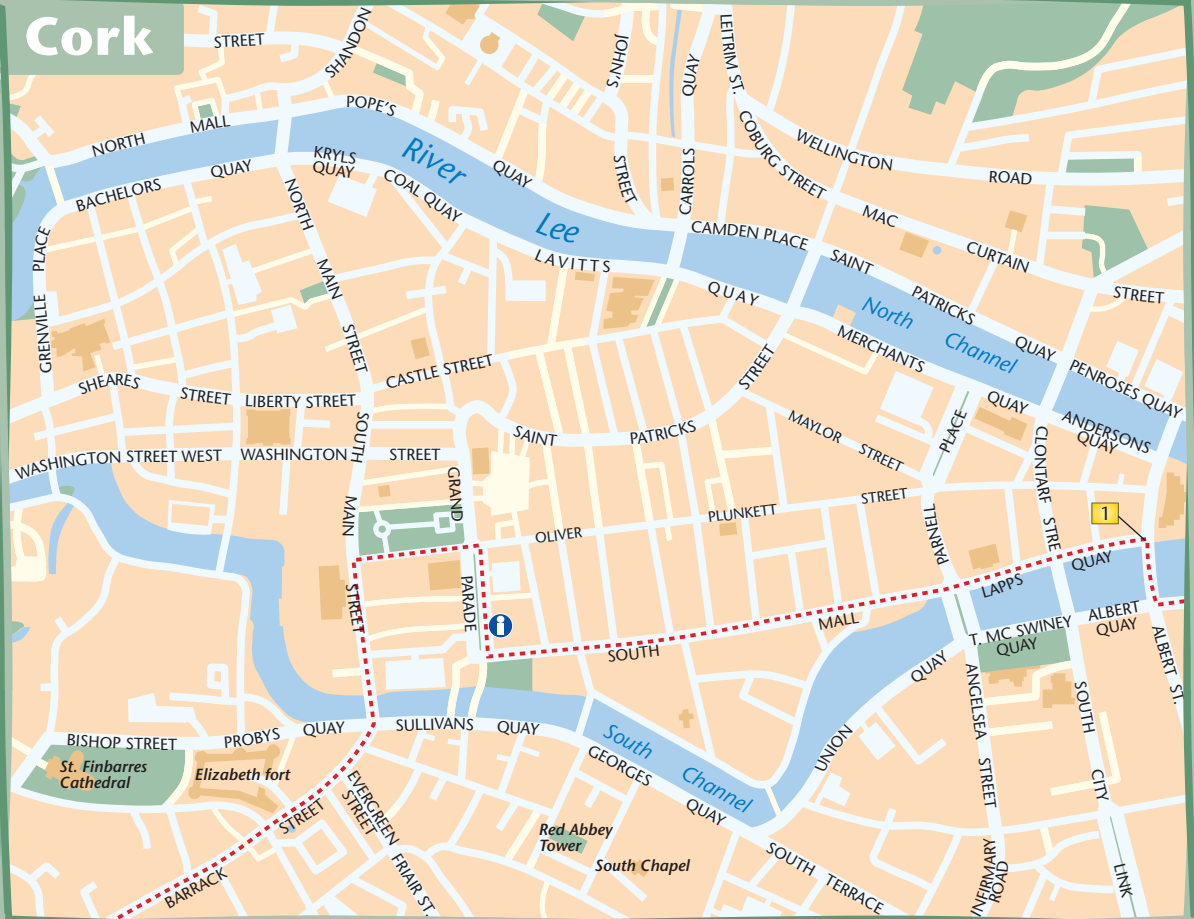 Cork
STREET
SHANDON
JOHN'S
STREET
CARROLS
QUAY
LEITRIM ST.
COBURG STREET
WELLINGTON
ROAD
POPE'S
QUAY
NORTH
MALL
BACHELORS
QUAY
KRYLS
QUAY
COAL QUAY
River
Lee
LAVITTS
QUAY
CAMDEN PLACE
MAC
CURTAIN
STREET
SAINT
PATRICKS
QUAY
North
Channel
MERCHANTS
QUAY
PENROSES QUAY
ANDERSONS
QUAY
GRENVILLE
PLACE
NORTH
MAIN
STREET
SHEARES
STREET
LIBERTY STREET
CASTLE STREET
SAINT
PATRICKS
STREET
MAYLOR
STREET
PLACE
WASHINGTON STREET WEST
WASHINGTON
STREET
SOUTH
MAIN
STREET
GRAND
PARADE
OLIVER
PLUNKETT
STREET
PARNELL
CLONTARF
STRE
1
LAPPS
QUAY
SOUTH
MALL
T. MC SWINEY
QUAY
ALBERT
QUAY
ALBERT ST.
i
BISHOP STREET
PROBYS
QUAY
SULLIVANS
QUAY
South
Channel
GEORGES
QUAY
UNION
QUAY
ANGELSEA
STREET
SOUTH
CITY
LINK
St. Finbarres
Cathedral
Elizabeth fort
EVERGREEN
STREET
FRIAIR ST.
BARRACK
STREET
Red Abbey
Tower
South Chapel
SOUTH
TERRACE
INFIRMARY
ROAD